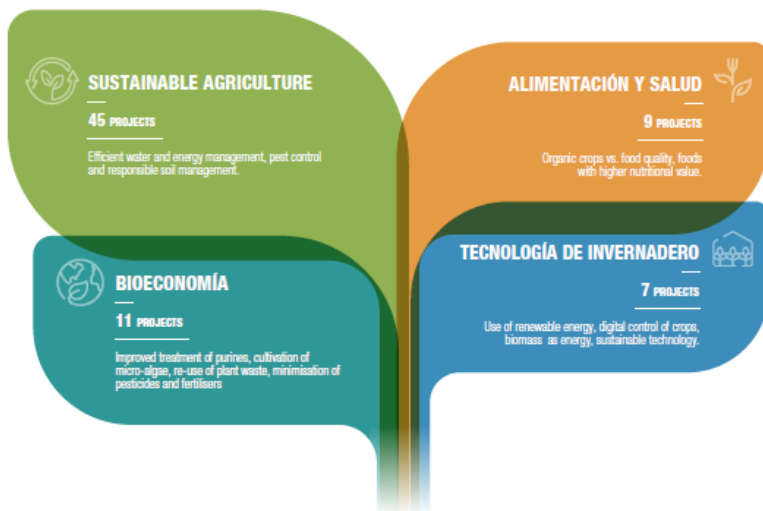 SUSTAINABLE AGRICULTURE
45 PROJECTS
Efficient water and energy management, pest control
and responsible soil management.
ALIMENTACIÓN Y SALUD
9 PROJECTS
Organic crops vs. food quality, foods
with higher nutritional value.
BIOECONOMÍA
11 PROJECTS
Improved treatment of purines, cultivation of
micro-algae, re-use of plant waste, minimisation of
pesticides and fertilisers
TECNOLOGÍA DE INVERNADERO
7 PROJECTS
Use of renewable energy, digital control of crops,
biomass as energy, sustainable technology.